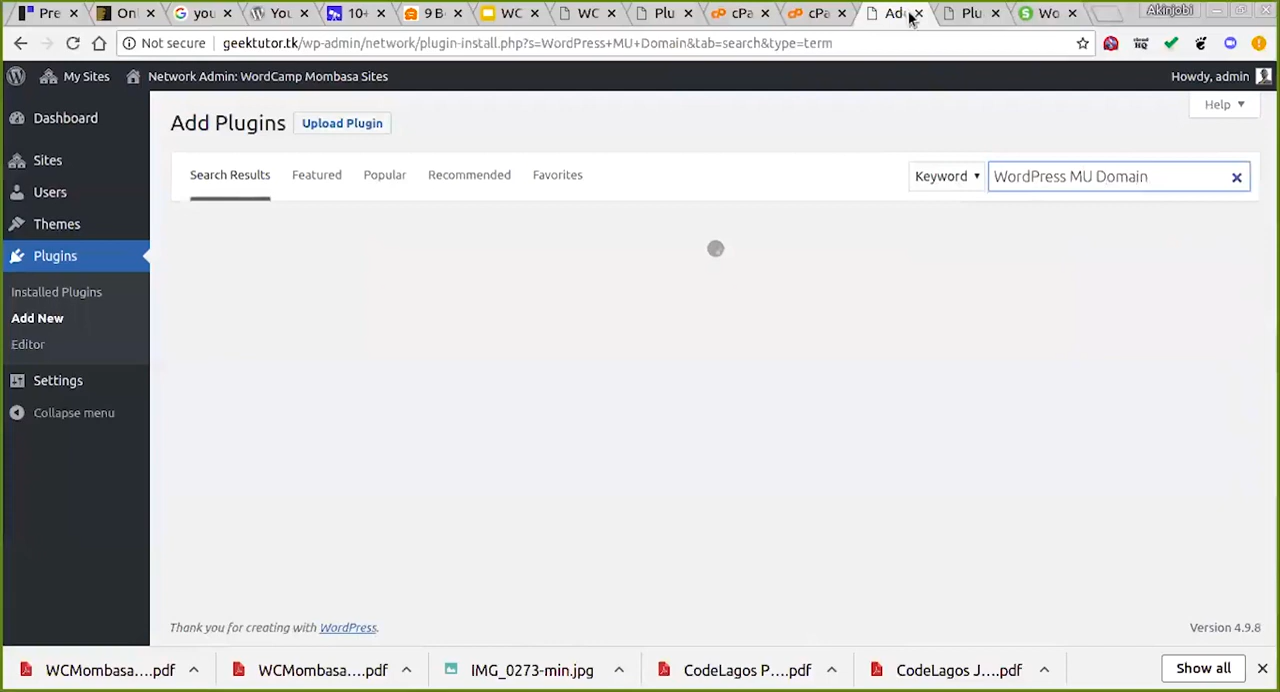 Pre
Onl
you
You
10+
9 B
WC
WC
Plu
cPa
cPa
Ad
Plu
Wo
Akinjobi
Not secure
geektutor.tk/wp-admin/network/plugin-install.php?s=WordPress+MU+Domain&tab=search&type=term
My Sites
Network Admin: WordCamp Mombasa Sites
Howdy, admin
Dashboard
Sites
Users
Themes
Plugins
Installed Plugins
Add New
Editor
Settings
Collapse menu
Add Plugins
Upload Plugin
Help
Search Results
Featured
Popular
Recommended
Favorites
Keyword
WordPress MU Domain
Thank you for creating with WordPress.
Version 4.9.8
WCMombasa....pdf
WCMombasa....pdf
IMG_0273-min.jpg
CodeLagos P....pdf
CodeLagos J....pdf
Show all